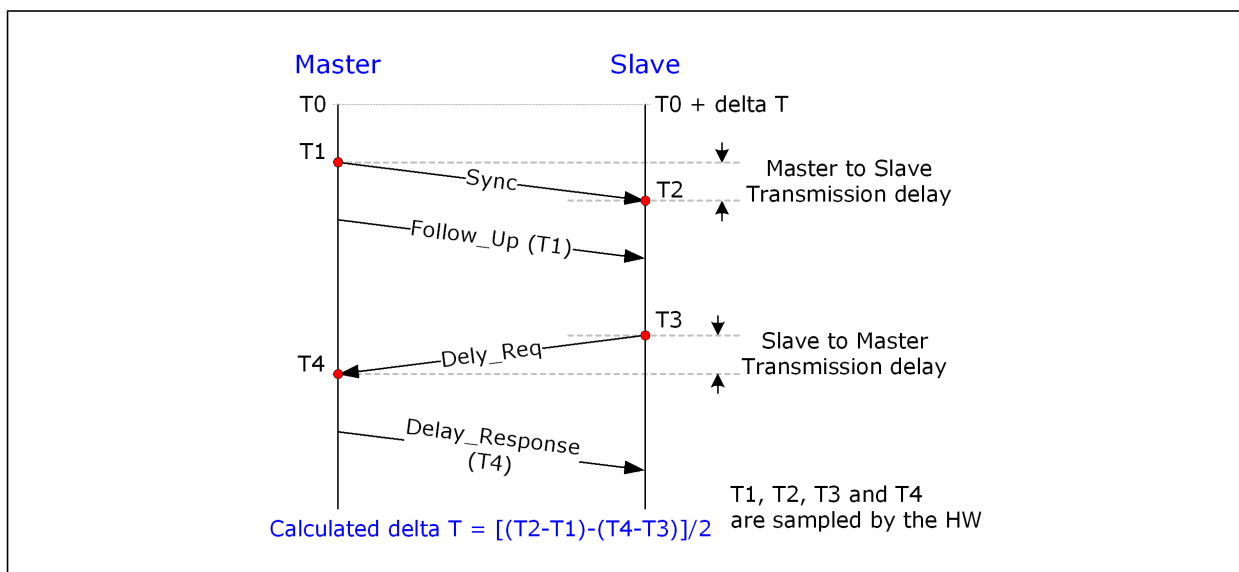 Master
Slave
T0
T0 + delta T
T1
Sync
T2
Master to Slave
Transmission delay
Follow_Up (T1)
T3
Dely_Req
T4
Slave to Master
Transmission delay
Delay_Response
(T4)
T1, T2, T3 and T4
are sampled by the HW
Calculated delta T = [(T2-T1)-(T4-T3)]/2